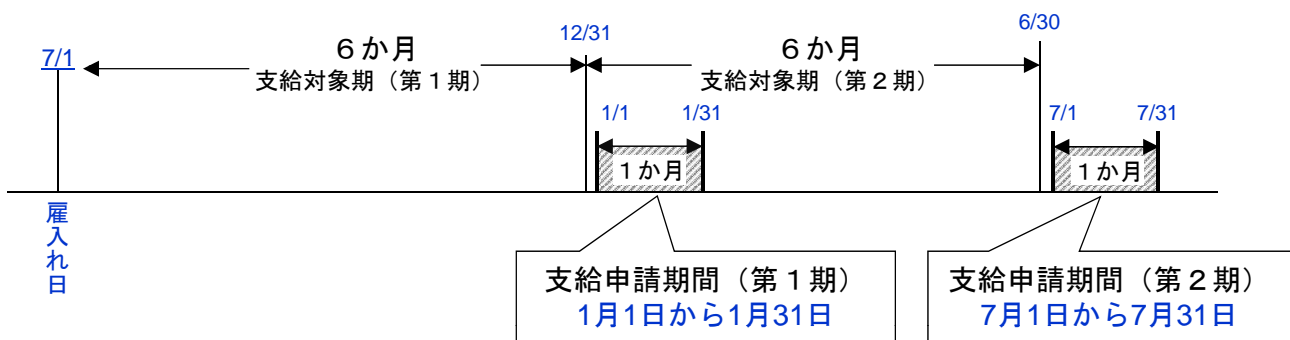 7/1
６か月
支給対象期（第１期）
12/31
６か月
支給対象期（第２期）
6/30
1/1
1/31
１か月
7/1
7/31
１か月
雇入れ日
支給申請期間（第１期）
1月1日から1月31日
支給申請期間（第２期）
7月1日から7月31日